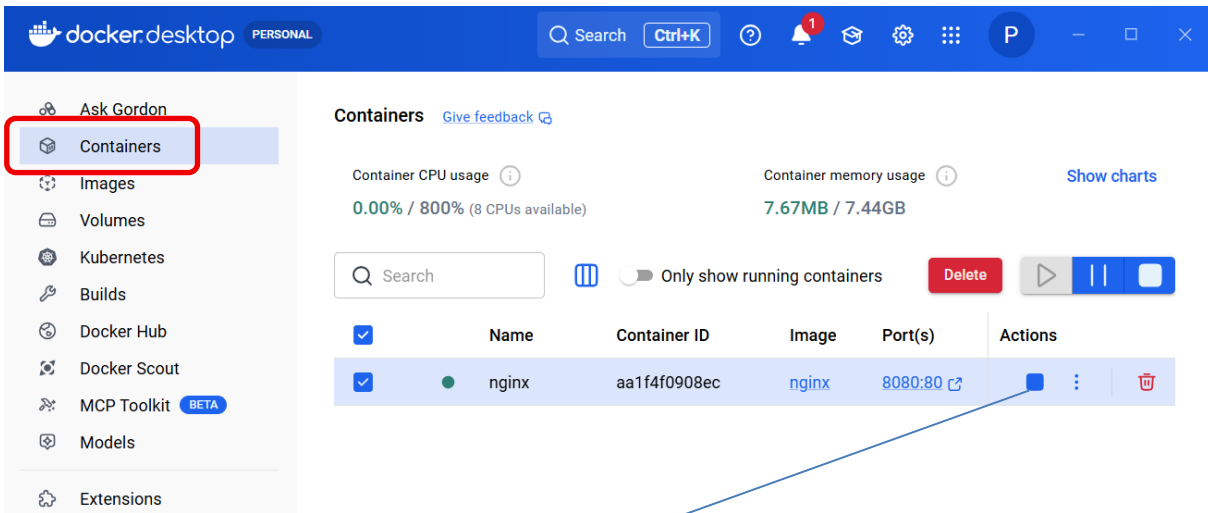 docker.desktop PERSONAL
Search Ctrl+K
1
P
Ask Gordon
Containers
Images
Volumes
Kubernetes
Builds
Docker Hub
Docker Scout
MCP Toolkit BETA
Models
Extensions
Containers Give feedback
Container CPU usage
0.00% / 800% (8 CPUs available)
Container memory usage
7.67MB / 7.44GB
Show charts
Search
Only show running containers
Delete
Name Container ID Image Port(s) Actions
nginx aa1f4f0908ec nginx 8080:80